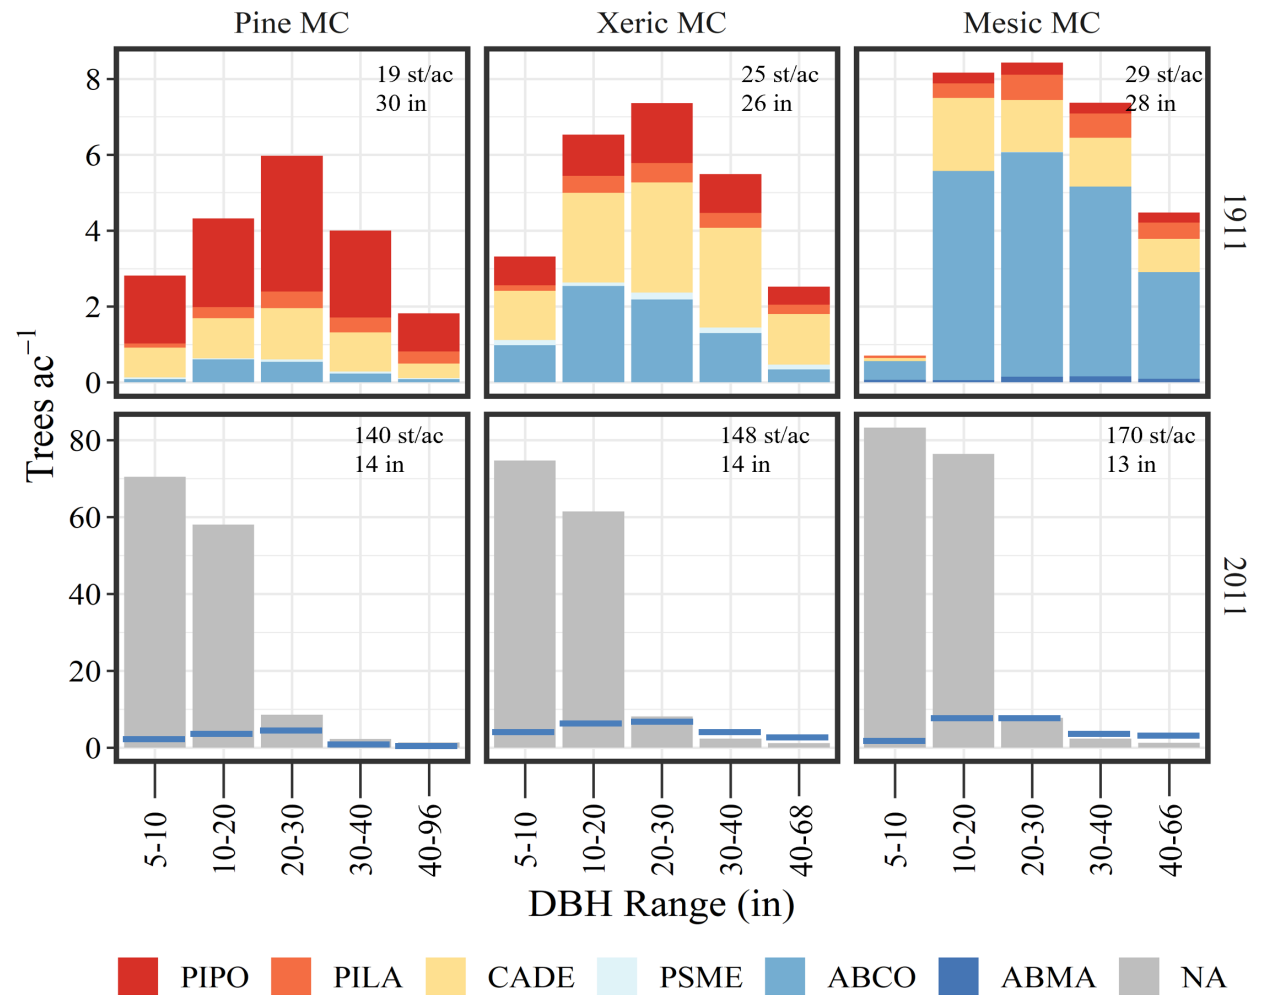 Pine MC
Xeric MC
Mesic MC
19 st/ac
30 in
25 st/ac
26 in
29 st/ac
28 in
8
6
4
2
0
1911
Trees ac⁻¹
140 st/ac
14 in
148 st/ac
14 in
170 st/ac
13 in
80
60
40
20
0
2011
5-10
10-20
20-30
30-40
40-96
5-10
10-20
20-30
30-40
40-68
5-10
10-20
20-30
30-40
40-66
DBH Range (in)
PIPO PILA CADE PSME ABCO ABMA NA